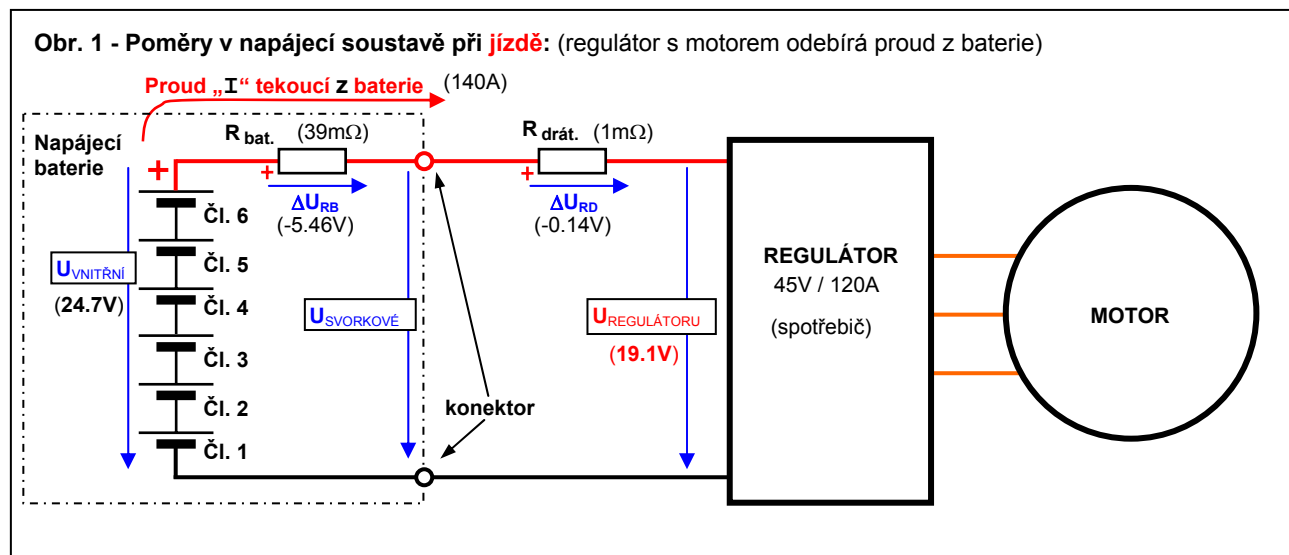 Obr. 1 - Poměry v napájecí soustavě při jízdě: (regulátor s motorem odebírá proud z baterie)
Proud „I“ tekoucí z baterie (140A)
Napájecí
baterie
R bat. (39mΩ)
R drát. (1mΩ)
+
+
+
ΔURB
(-5.46V)
ΔURD
(-0.14V)
Čl. 6
Čl. 5
Čl. 4
Čl. 3
Čl. 2
Čl. 1
UVNITŘNÍ
(24.7V)
USVORKOVÉ
UREGULÁTORU
(19.1V)
konektor
REGULÁTOR
45V / 120A
(spotřebič)
MOTOR